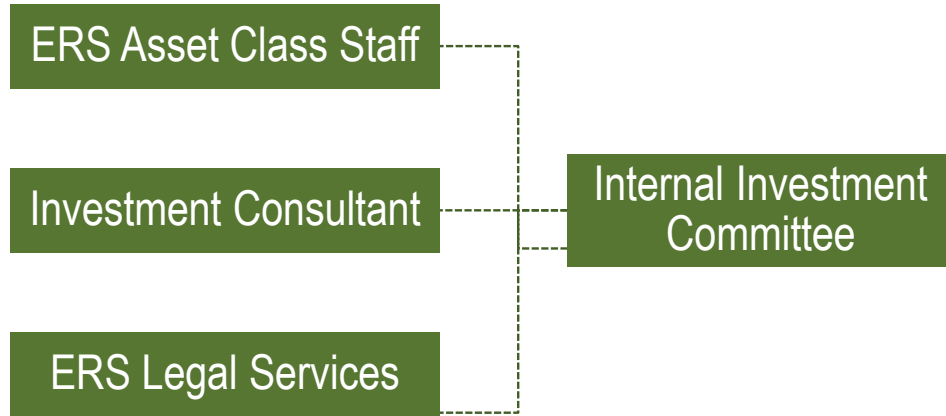 ERS Asset Class Staff
Investment Consultant
Internal Investment
Committee
ERS Legal Services